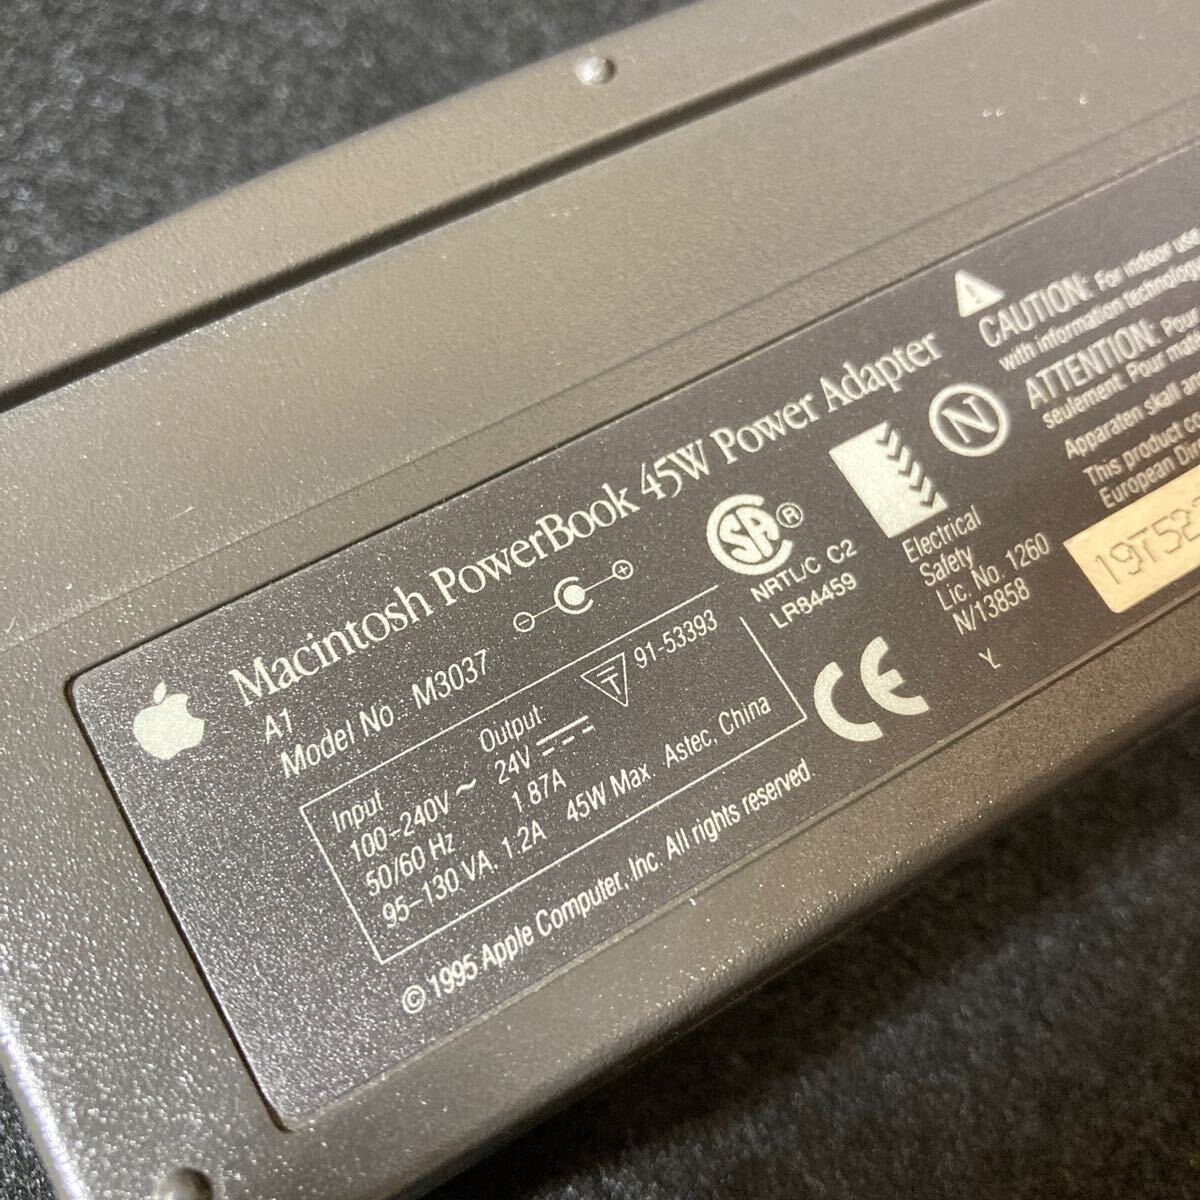 Macintosh PowerBook 45W Power Adapter
A1
Model No. M3037
Input
100–240V ~
50/60 Hz
95–130 VA. 1.2A
Output
24V
1.87A
45W Max.
T
91-53393
Astec, China
© 1995 Apple Computer, Inc. All rights reserved.
SA ®
NRTL/C C2
LR84459
CE
Electrical
Safety
Lic. No. 1260
N/13858
Y
N
CAUTION: For indoor use
with information technology
ATTENTION: Pour
seulement. Pour
Apparaten skall
This product
European
19T52